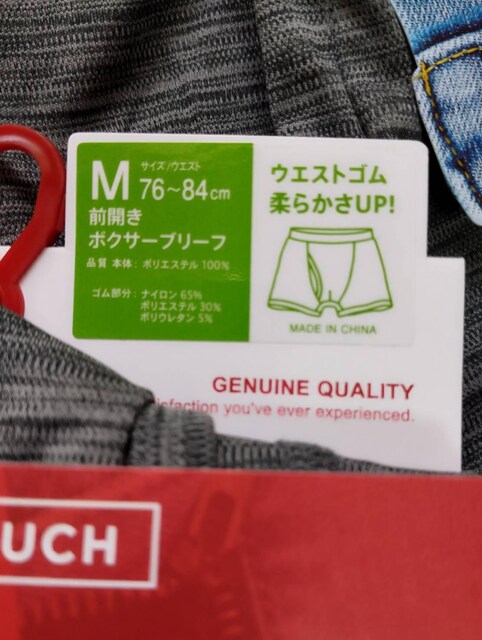 M
サイズ/ウエスト
76～84cm
前開き
ボクサーブリーフ
品質 本体：ポリエステル 100%
ゴム部分：ナイロン 65%
ポリエステル 30%
ポリウレタン 5%
ウエストゴム
柔らかさUP!
MADE IN CHINA
GENUINE QUALITY
you've ever experienced.
UCH